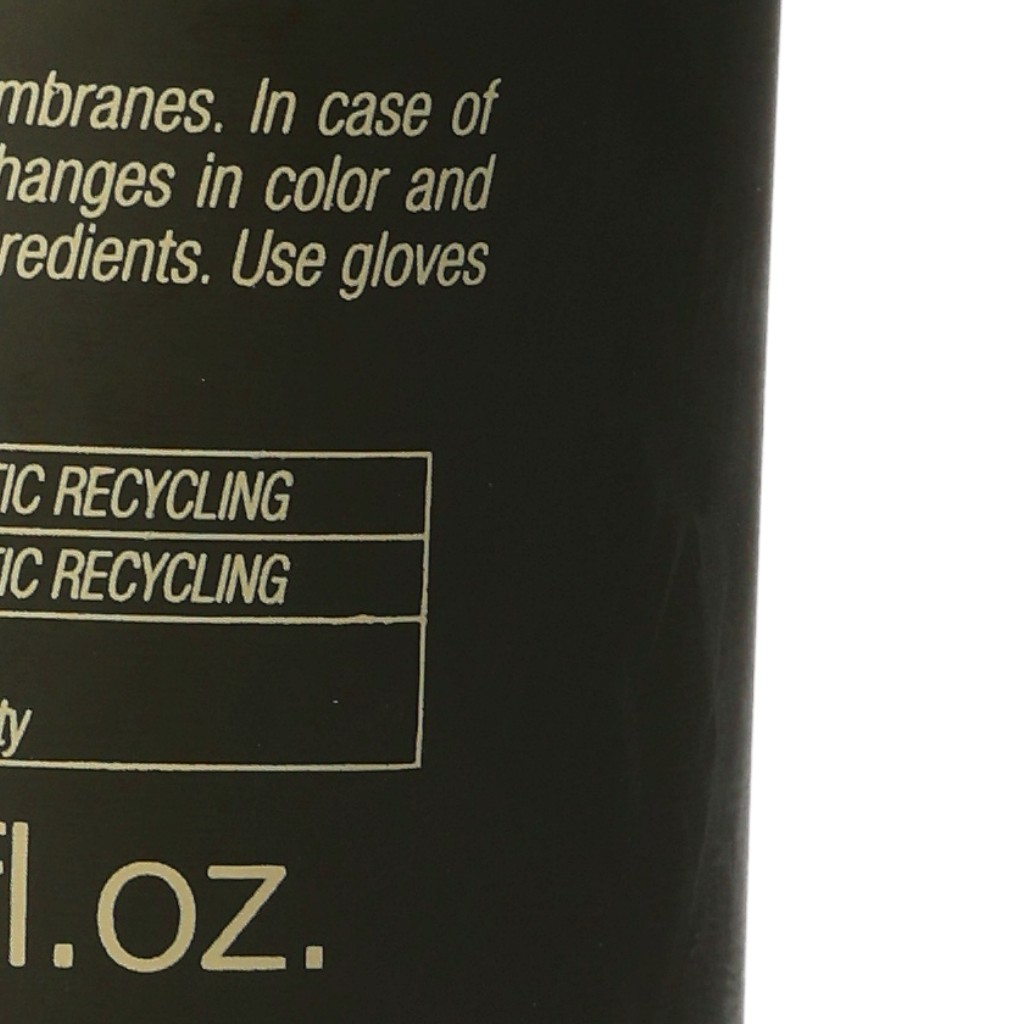 mbranes. In case of
hanges in color and
redients. Use gloves
TIC RECYCLING
TIC RECYCLING
ty
fl.oz.